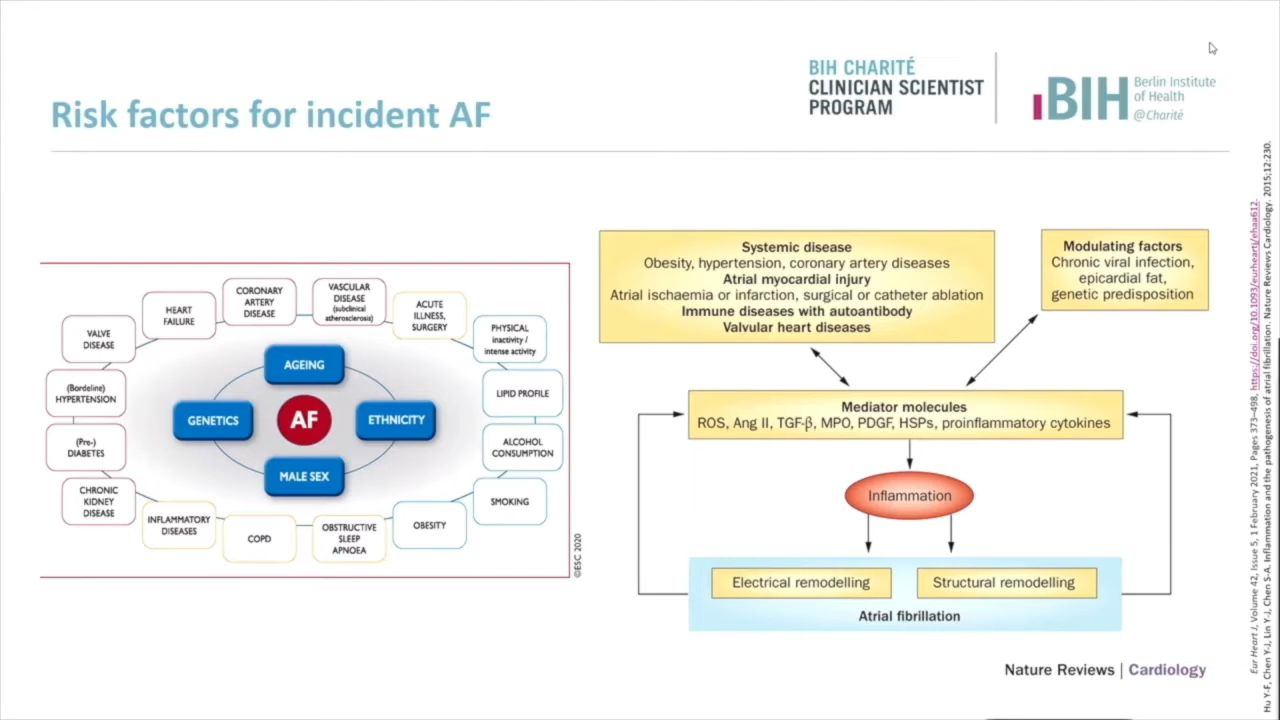 Risk factors for incident AF
BIH CHARITÉ
CLINICIAN SCIENTIST
PROGRAM
BIH
Berlin Institute
of Health
@Charité
CORONARY
ARTERY
DISEASE
VASCULAR
DISEASE
(subclinical
atherosclerosis)
ACUTE
ILLNESS,
SURGERY
PHYSICAL
inactivity /
intense activity
LIPID PROFILE
ALCOHOL
CONSUMPTION
SMOKING
OBESITY
OBSTRUCTIVE
SLEEP
APNOEA
COPD
INFLAMMATORY
DISEASES
CHRONIC
KIDNEY
DISEASE
(Pre-)
DIABETES
(Bordeline)
HYPERTENSION
VALVE
DISEASE
HEART
FAILURE
AGEING
GENETICS
AF
ETHNICITY
MALE SEX
©ESC 2020
Systemic disease
Obesity, hypertension, coronary artery diseases
Atrial myocardial injury
Atrial ischaemia or infarction, surgical or catheter ablation
Immune diseases with autoantibody
Valvular heart diseases
Modulating factors
Chronic viral infection,
epicardial fat,
genetic predisposition
Mediator molecules
ROS, Ang II, TGF-β, MPO, PDGF, HSPs, proinflammatory cytokines
Inflammation
Electrical remodelling
Structural remodelling
Atrial fibrillation
Nature Reviews | Cardiology
Eur Heart J, Volume 42, Issue 5, 1 February 2021, Pages 373–498, https://doi.org/10.1093/eurheartj/ehaa612.
Hu Y-F, Chen Y-J, Lin Y-J, Chen S-A. Inflammation and the pathogenesis of atrial fibrillation. Nature Reviews Cardiology. 2015;12:230.